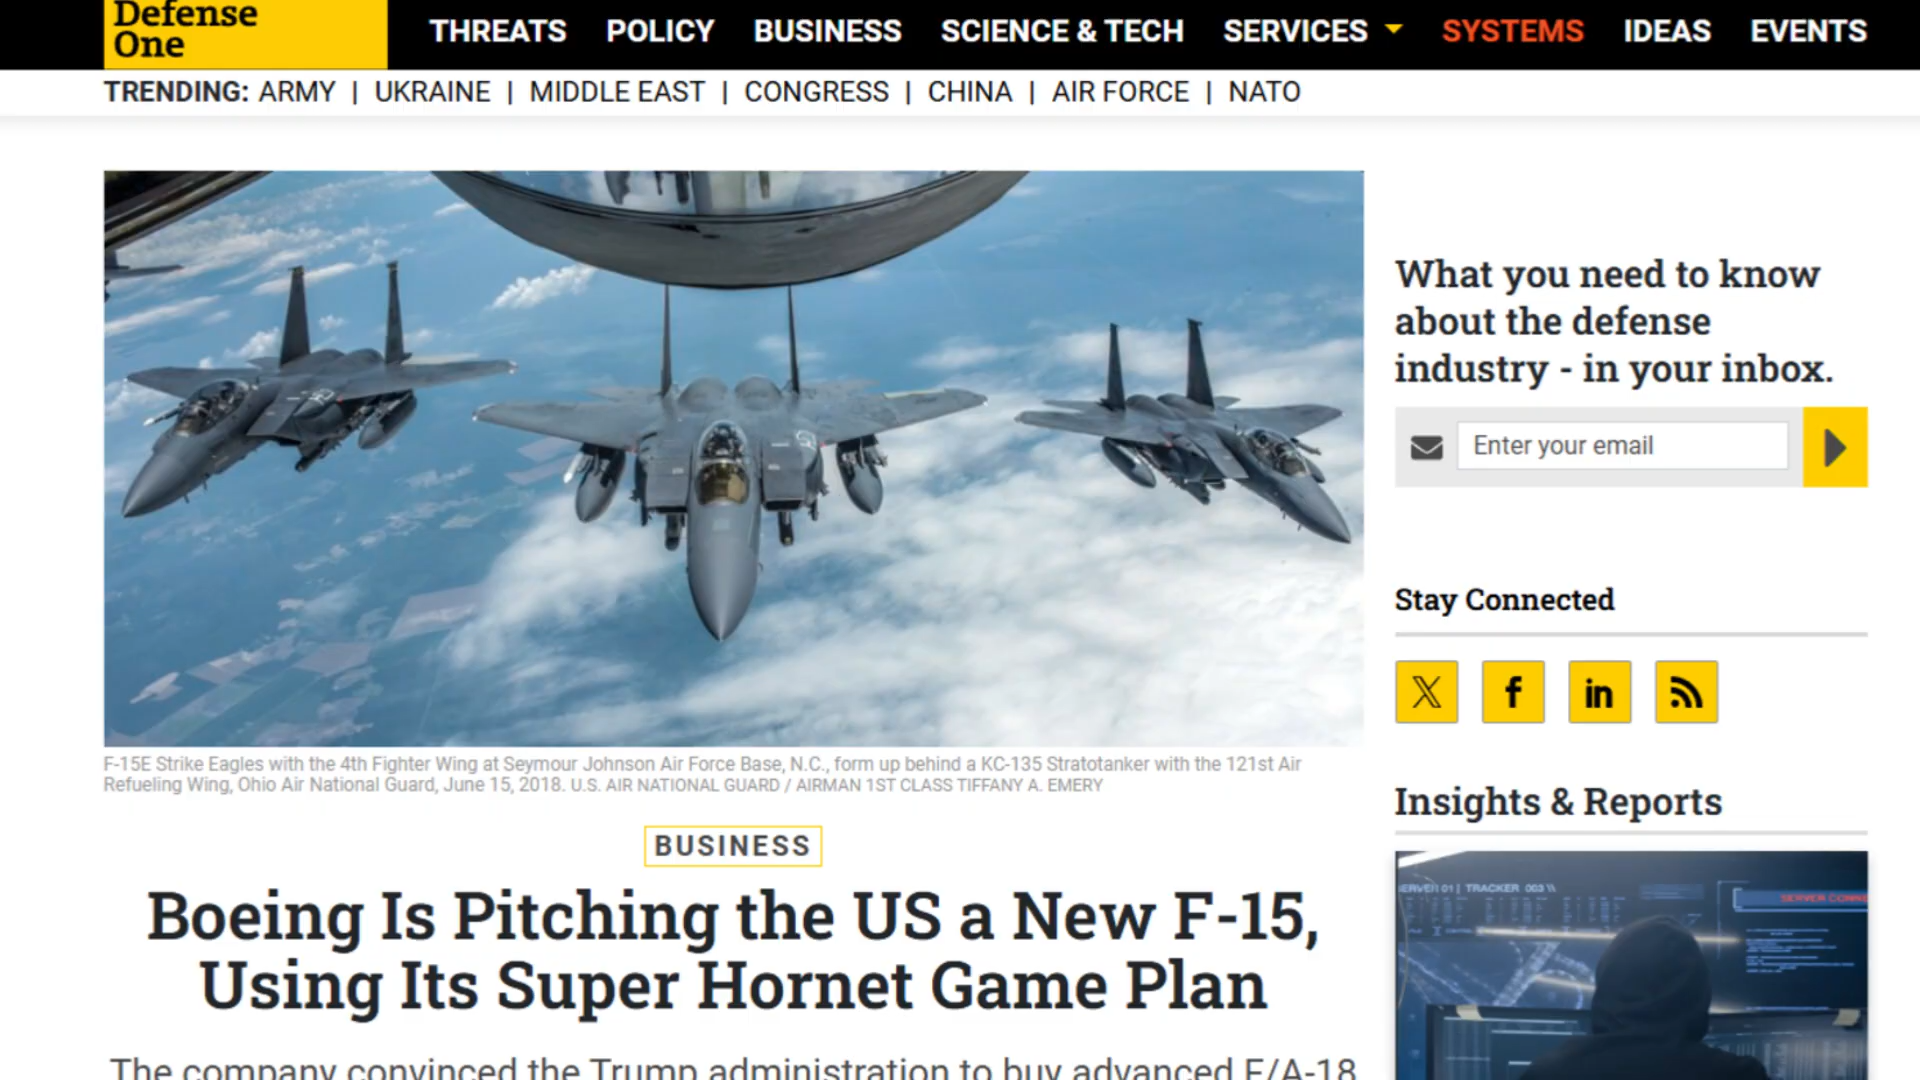 Defense
One
THREATS POLICY BUSINESS SCIENCE & TECH SERVICES SYSTEMS IDEAS EVENTS
TRENDING: ARMY | UKRAINE | MIDDLE EAST | CONGRESS | CHINA | AIR FORCE | NATO
F-15E Strike Eagles with the 4th Fighter Wing at Seymour Johnson Air Force Base, N.C., form up behind a KC-135 Stratotanker with the 121st Air
Refueling Wing, Ohio Air National Guard, June 15, 2018. U.S. AIR NATIONAL GUARD / AIRMAN 1ST CLASS TIFFANY A. EMERY
BUSINESS
Boeing Is Pitching the US a New F-15,
Using Its Super Hornet Game Plan
The company convinced the Trump administration to buy advanced F/A-18
What you need to know
about the defense
industry - in your inbox.
Enter your email
Stay Connected
X f in
Insights & Reports
TRACKER 003 \\
SERVER